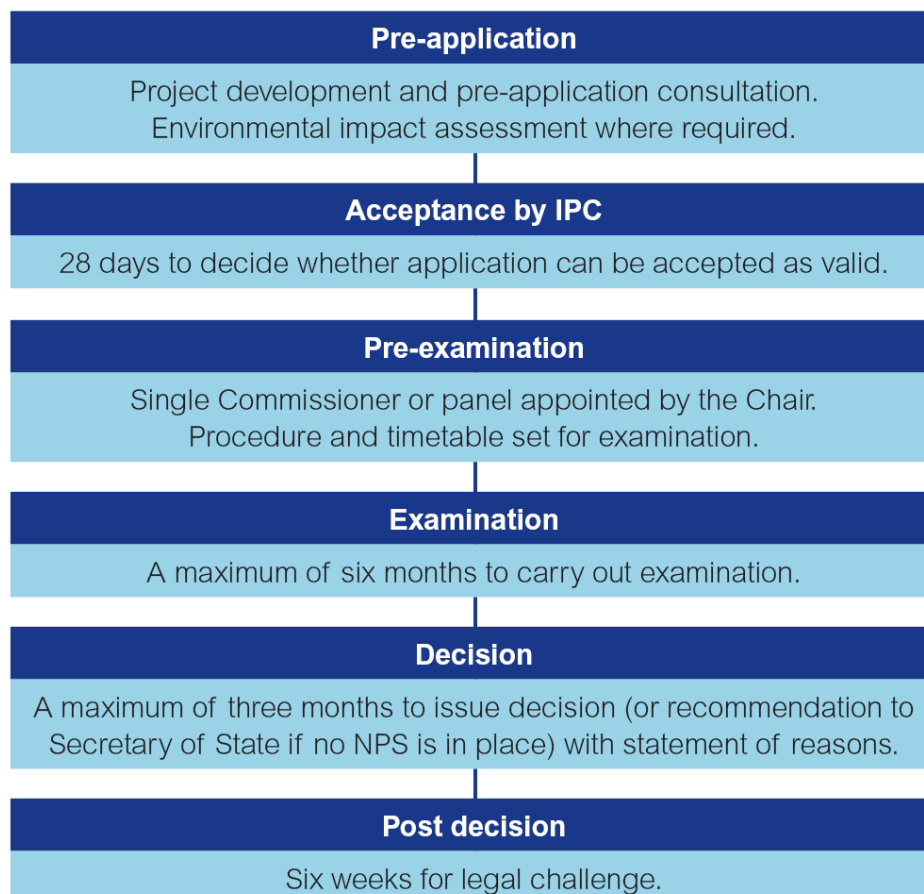 Pre-application
Project development and pre-application consultation.
Environmental impact assessment where required.
Acceptance by IPC
28 days to decide whether application can be accepted as valid.
Pre-examination
Single Commissioner or panel appointed by the Chair.
Procedure and timetable set for examination.
Examination
A maximum of six months to carry out examination.
Decision
A maximum of three months to issue decision (or recommendation to
Secretary of State if no NPS is in place) with statement of reasons.
Post decision
Six weeks for legal challenge.